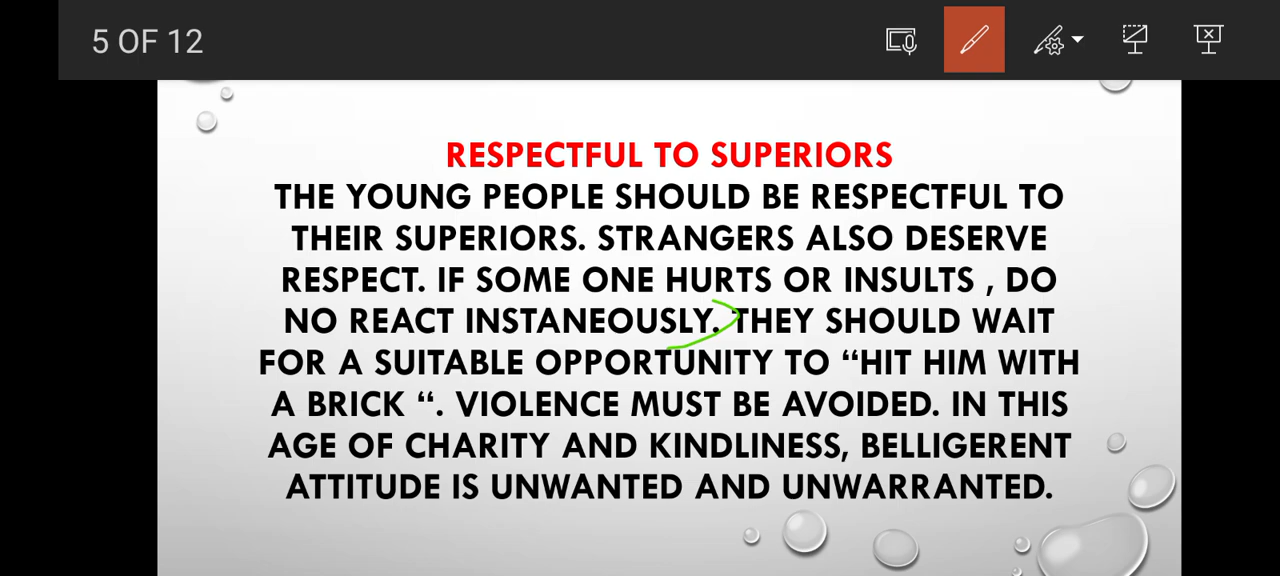 5 OF 12
RESPECTFUL TO SUPERIORS
THE YOUNG PEOPLE SHOULD BE RESPECTFUL TO
THEIR SUPERIORS. STRANGERS ALSO DESERVE
RESPECT. IF SOME ONE HURTS OR INSULTS , DO
NO REACT INSTANEOUSLY. THEY SHOULD WAIT
FOR A SUITABLE OPPORTUNITY TO “HIT HIM WITH
A BRICK “. VIOLENCE MUST BE AVOIDED. IN THIS
AGE OF CHARITY AND KINDLINESS, BELLIGERENT
ATTITUDE IS UNWANTED AND UNWARRANTED.